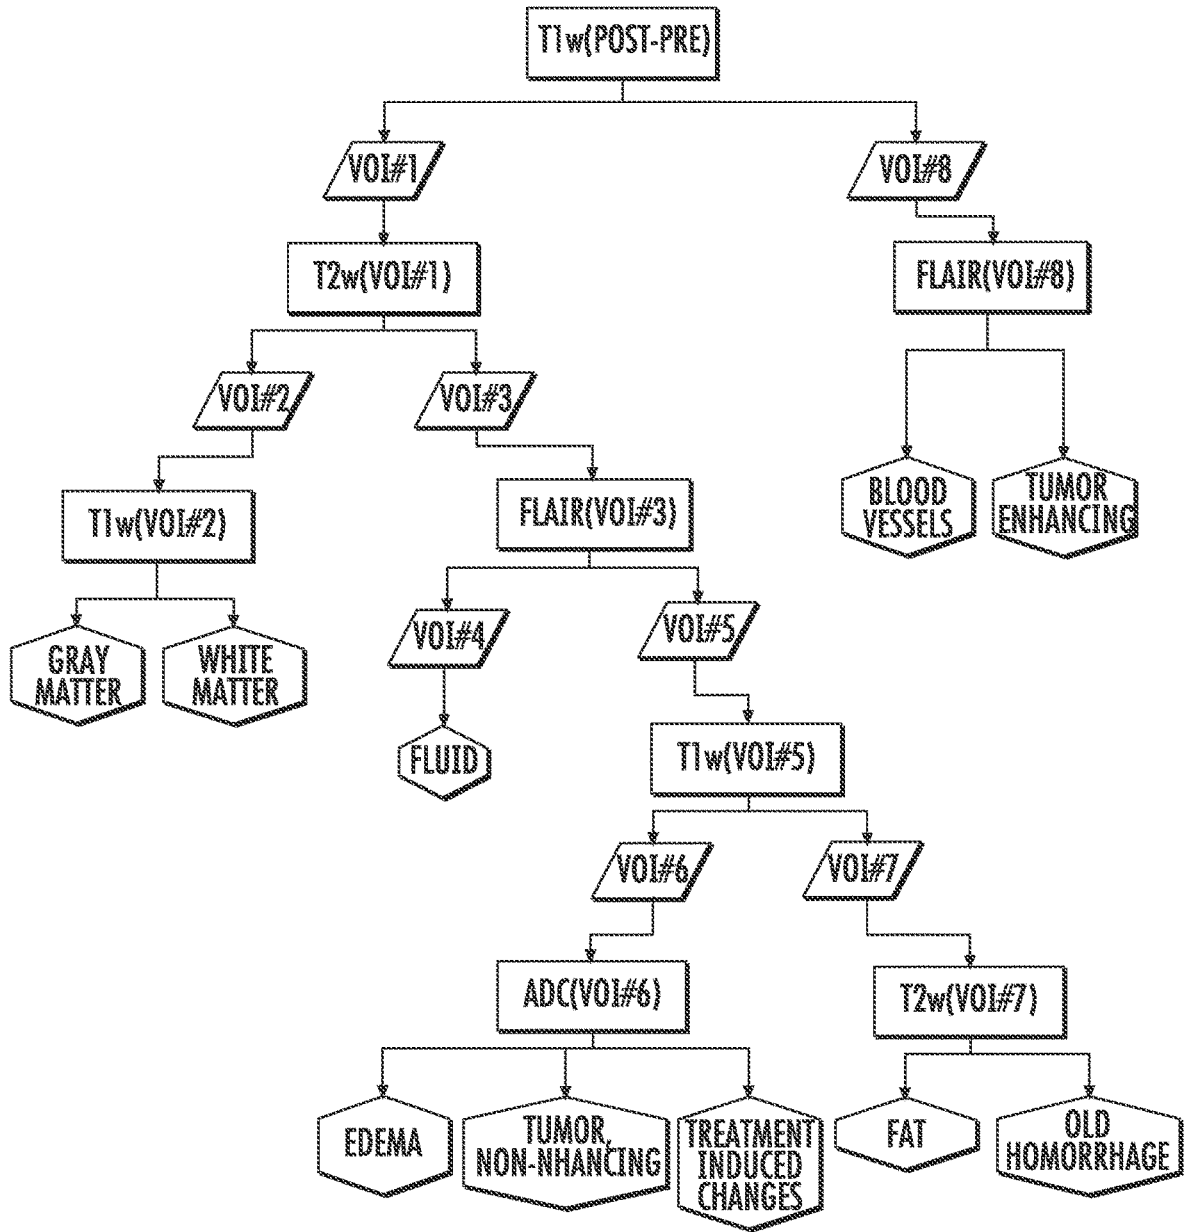 T1w(POST-PRE)
VOI#1
VOI#8
T2w(VOI#1)
FLAIR(VOI#8)
VOI#2
VOI#3
T1w(VOI#2)
FLAIR(VOI#3)
BLOOD
VESSELS
TUMOR
ENHANCING
VOI#4
VOI#5
GRAY
MATTER
WHITE
MATTER
FLUID
T1w(VOI#5)
VOI#6
VOI#7
ADC(VOI#6)
T2w(VOI#7)
EDEMA
TUMOR,
NON-NHANCING
TREATMENT
INDUCED
CHANGES
FAT
OLD
HOMORRHAGE